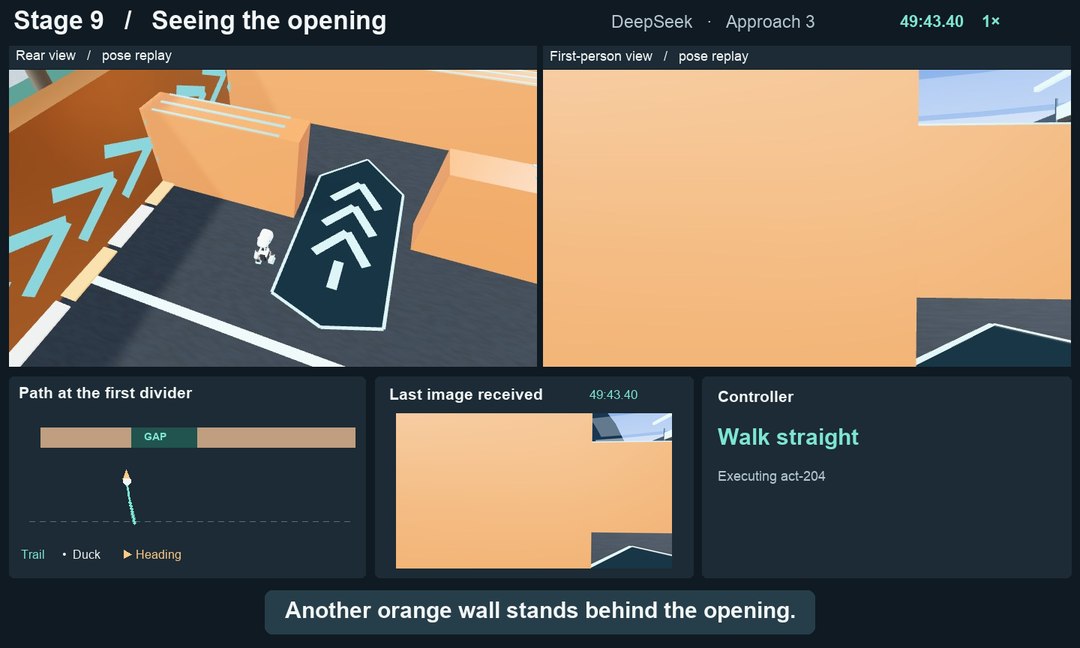 Stage 9 / Seeing the opening
DeepSeek · Approach 3
49:43.40 1×
Rear view / pose replay
First-person view / pose replay
Path at the first divider
GAP
Trail • Duck ▶ Heading
Last image received 49:43.40
Controller
Walk straight
Executing act-204
Another orange wall stands behind the opening.